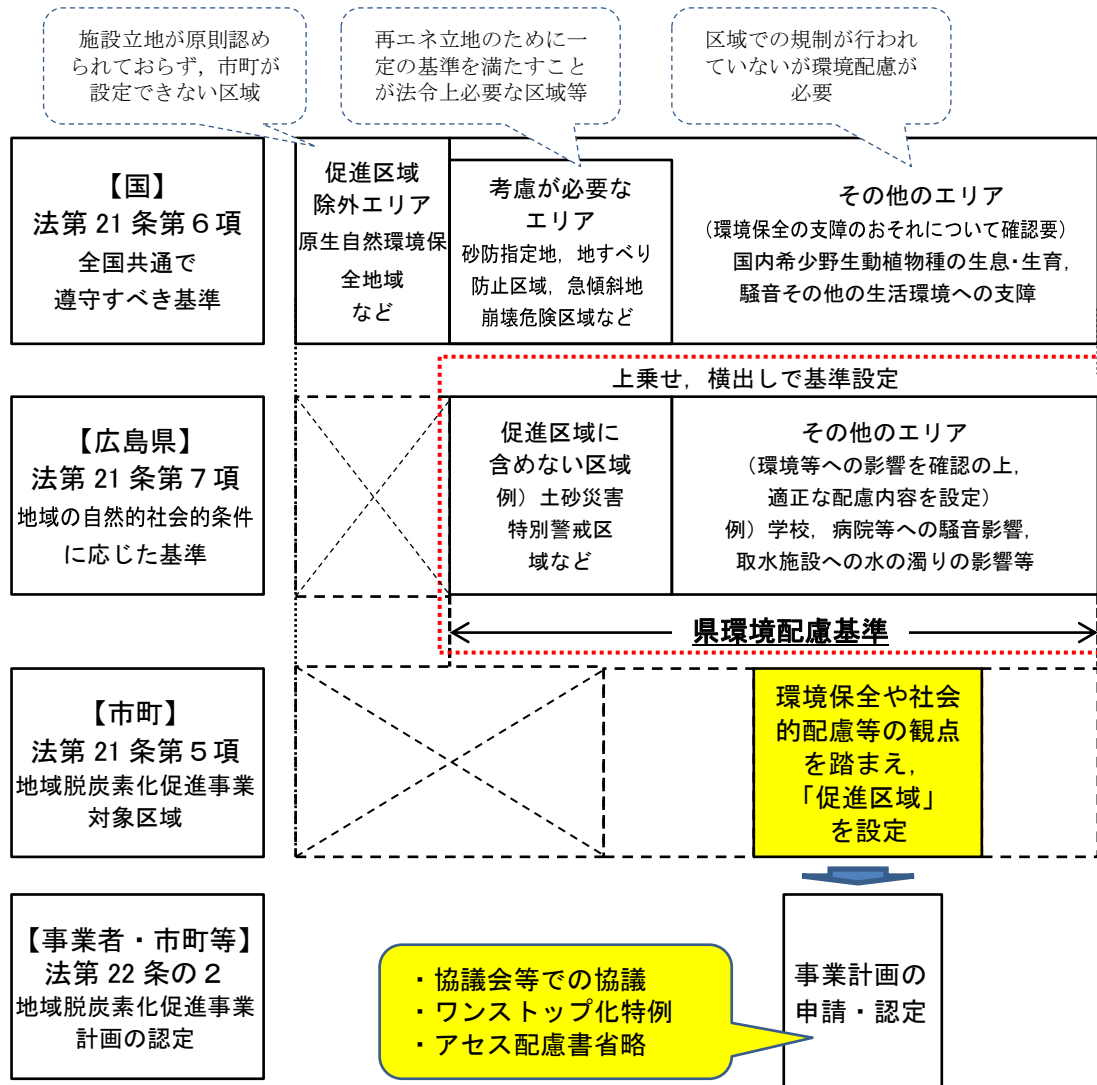 施設立地が原則認め
られておらず，市町が
設定できない区域
再エネ立地のために一
定の基準を満たすこと
が法令上必要な区域等
区域での規制が行われ
ていないが環境配慮が
必要
【国】
法第 21 条第６項
全国共通で
遵守すべき基準
促進区域
除外エリア
原生自然環境保
全地域
など
考慮が必要な
エリア
砂防指定地，地すべり
防止区域，急傾斜地
崩壊危険区域など
その他のエリア
（環境保全の支障のおそれについて確認要）
国内希少野生動植物種の生息･生育，
騒音その他の生活環境への支障
上乗せ，横出しで基準設定
【広島県】
法第 21 条第７項
地域の自然的社会的条件
に応じた基準
促進区域に
含めない区域
例）土砂災害
特別警戒区
域など
その他のエリア
（環境等への影響を確認の上，
適正な配慮内容を設定）
例）学校，病院等への騒音影響，
取水施設への水の濁りの影響等
県環境配慮基準
【市町】
法第 21 条第５項
地域脱炭素化促進事業
対象区域
環境保全や社会
的配慮等の観点
を踏まえ，
「促進区域」
を設定
【事業者・市町等】
法第 22 条の２
地域脱炭素化促進事業
計画の認定
・協議会等での協議
・ワンストップ化特例
・アセス配慮書省略
事業計画の
申請・認定